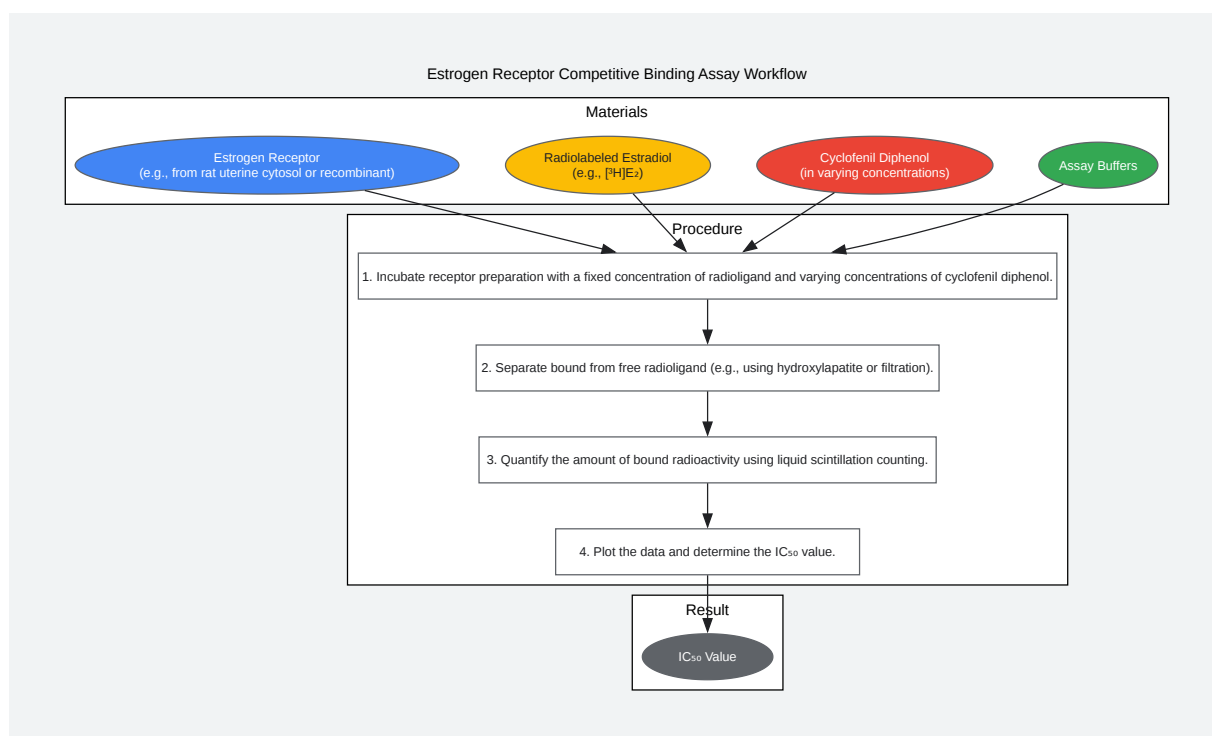 Estrogen Receptor Competitive Binding Assay Workflow
Materials
Estrogen Receptor
(e.g., from rat uterine cytosol or recombinant)
Radiolabeled Estradiol
(e.g., [³H]E₂)
Cyclofenil Diphenol
(in varying concentrations)
Assay Buffers
Procedure
1. Incubate receptor preparation with a fixed concentration of radioligand and varying concentrations of cyclofenil diphenol.
2. Separate bound from free radioligand (e.g., using hydroxylapatite or filtration).
3. Quantify the amount of bound radioactivity using liquid scintillation counting.
4. Plot the data and determine the IC₅₀ value.
Result
IC₅₀ Value